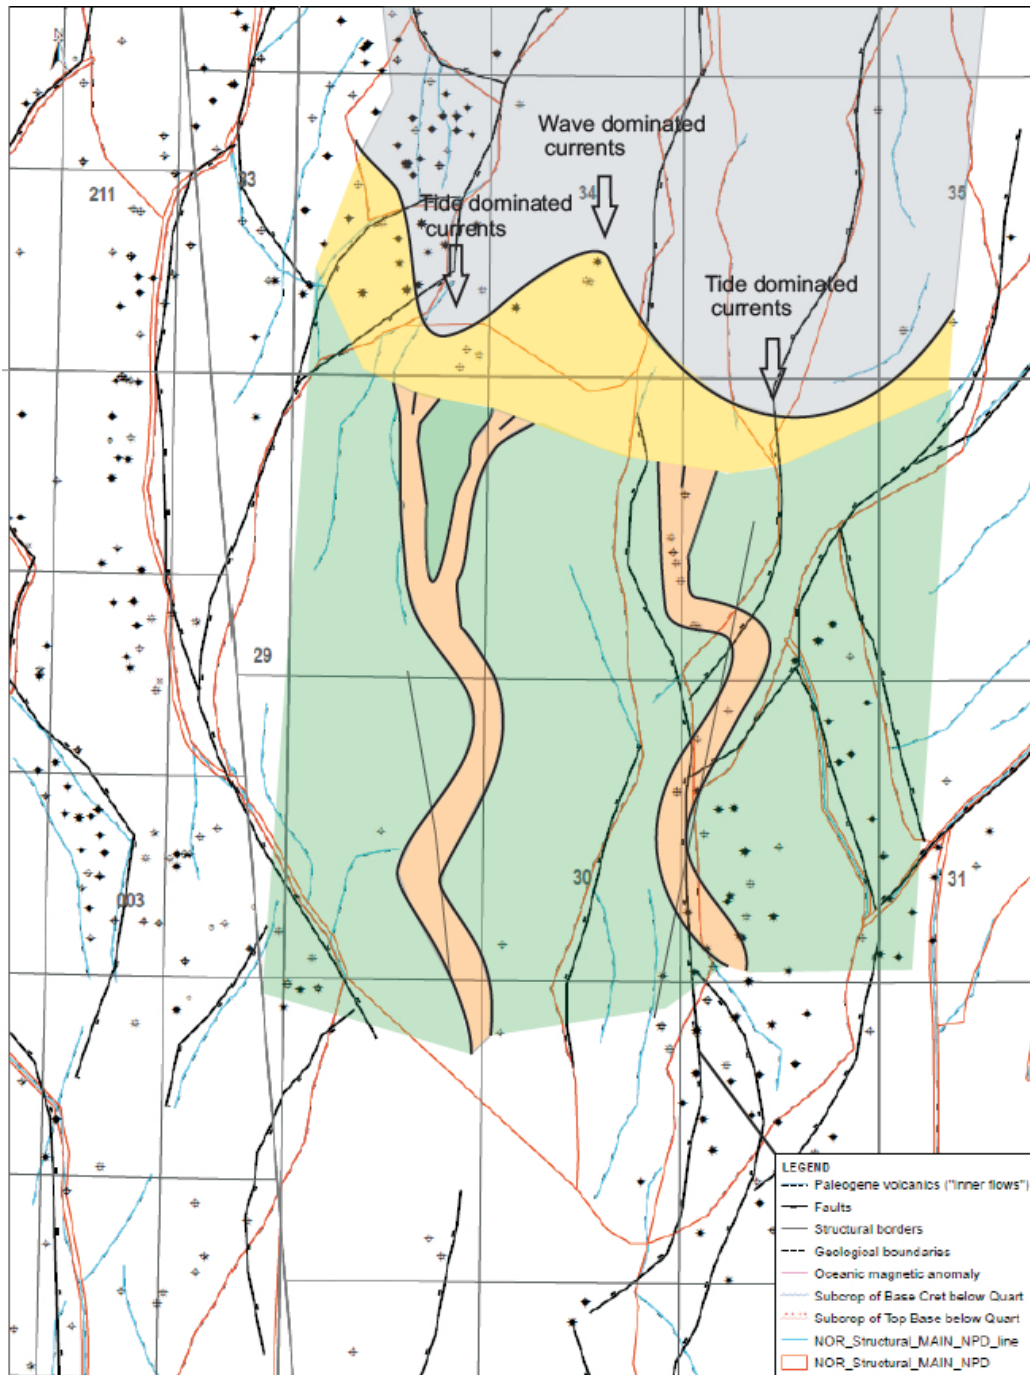 N
Wave dominated
currents
211
33
34
35
Tide dominated
currents
Tide dominated
currents
29
30
31
003
LEGEND
Paleogene volcanics ("Inner flows")
Faults
Structural borders
Geological boundaries
Oceanic magnetic anomaly
Subcrop of Base Cret below Quart
Subcrop of Top Base below Quart
NOR_Structural_MAIN_NPD_line
NOR_Structural_MAIN_NPD